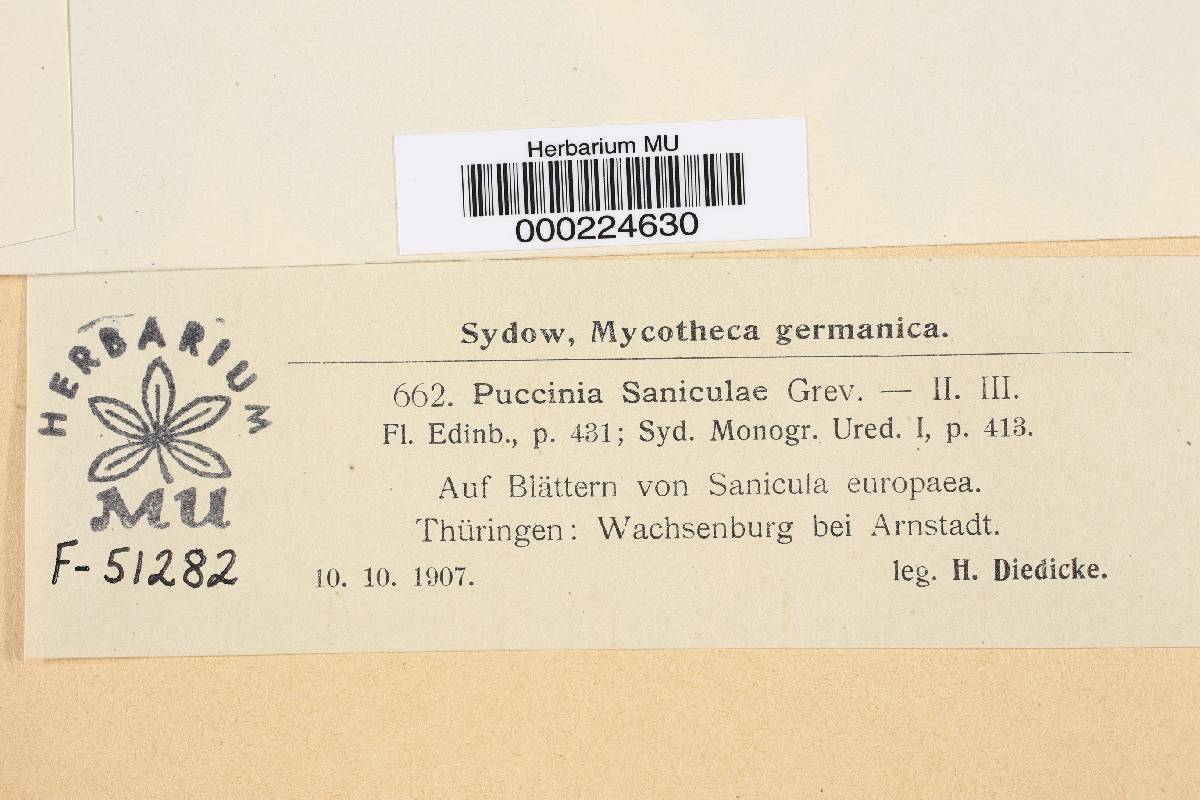 Herbarium MU
000224630
HERBARIUM
MU
F-51282
Sydow, Mycotheca germanica.
662. Puccinia Saniculae Grev. — II. III.
Fl. Edinb., p. 431; Syd. Monogr. Ured. I, p. 413.
Auf Blättern von Sanicula europaea.
Thüringen: Wachsenburg bei Arnstadt.
10. 10. 1907. leg. H. Diedicke.